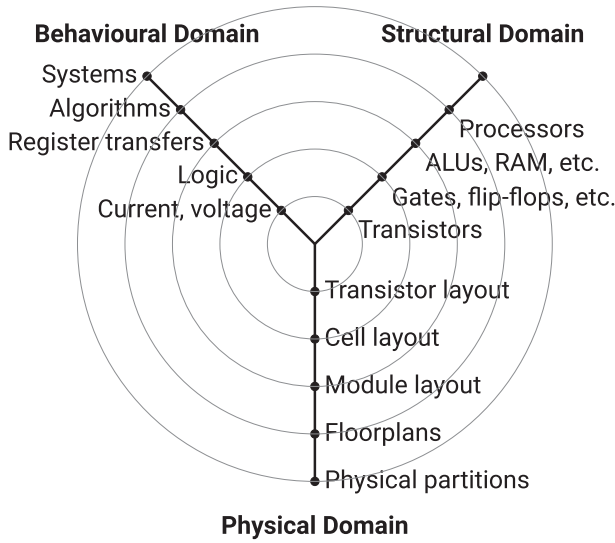 Behavioural Domain
Structural Domain
Systems
Algorithms
Register transfers
Logic
Current, voltage
Processors
ALUs, RAM, etc.
Gates, flip-flops, etc.
Transistors
Transistor layout
Cell layout
Module layout
Floorplans
Physical partitions
Physical Domain